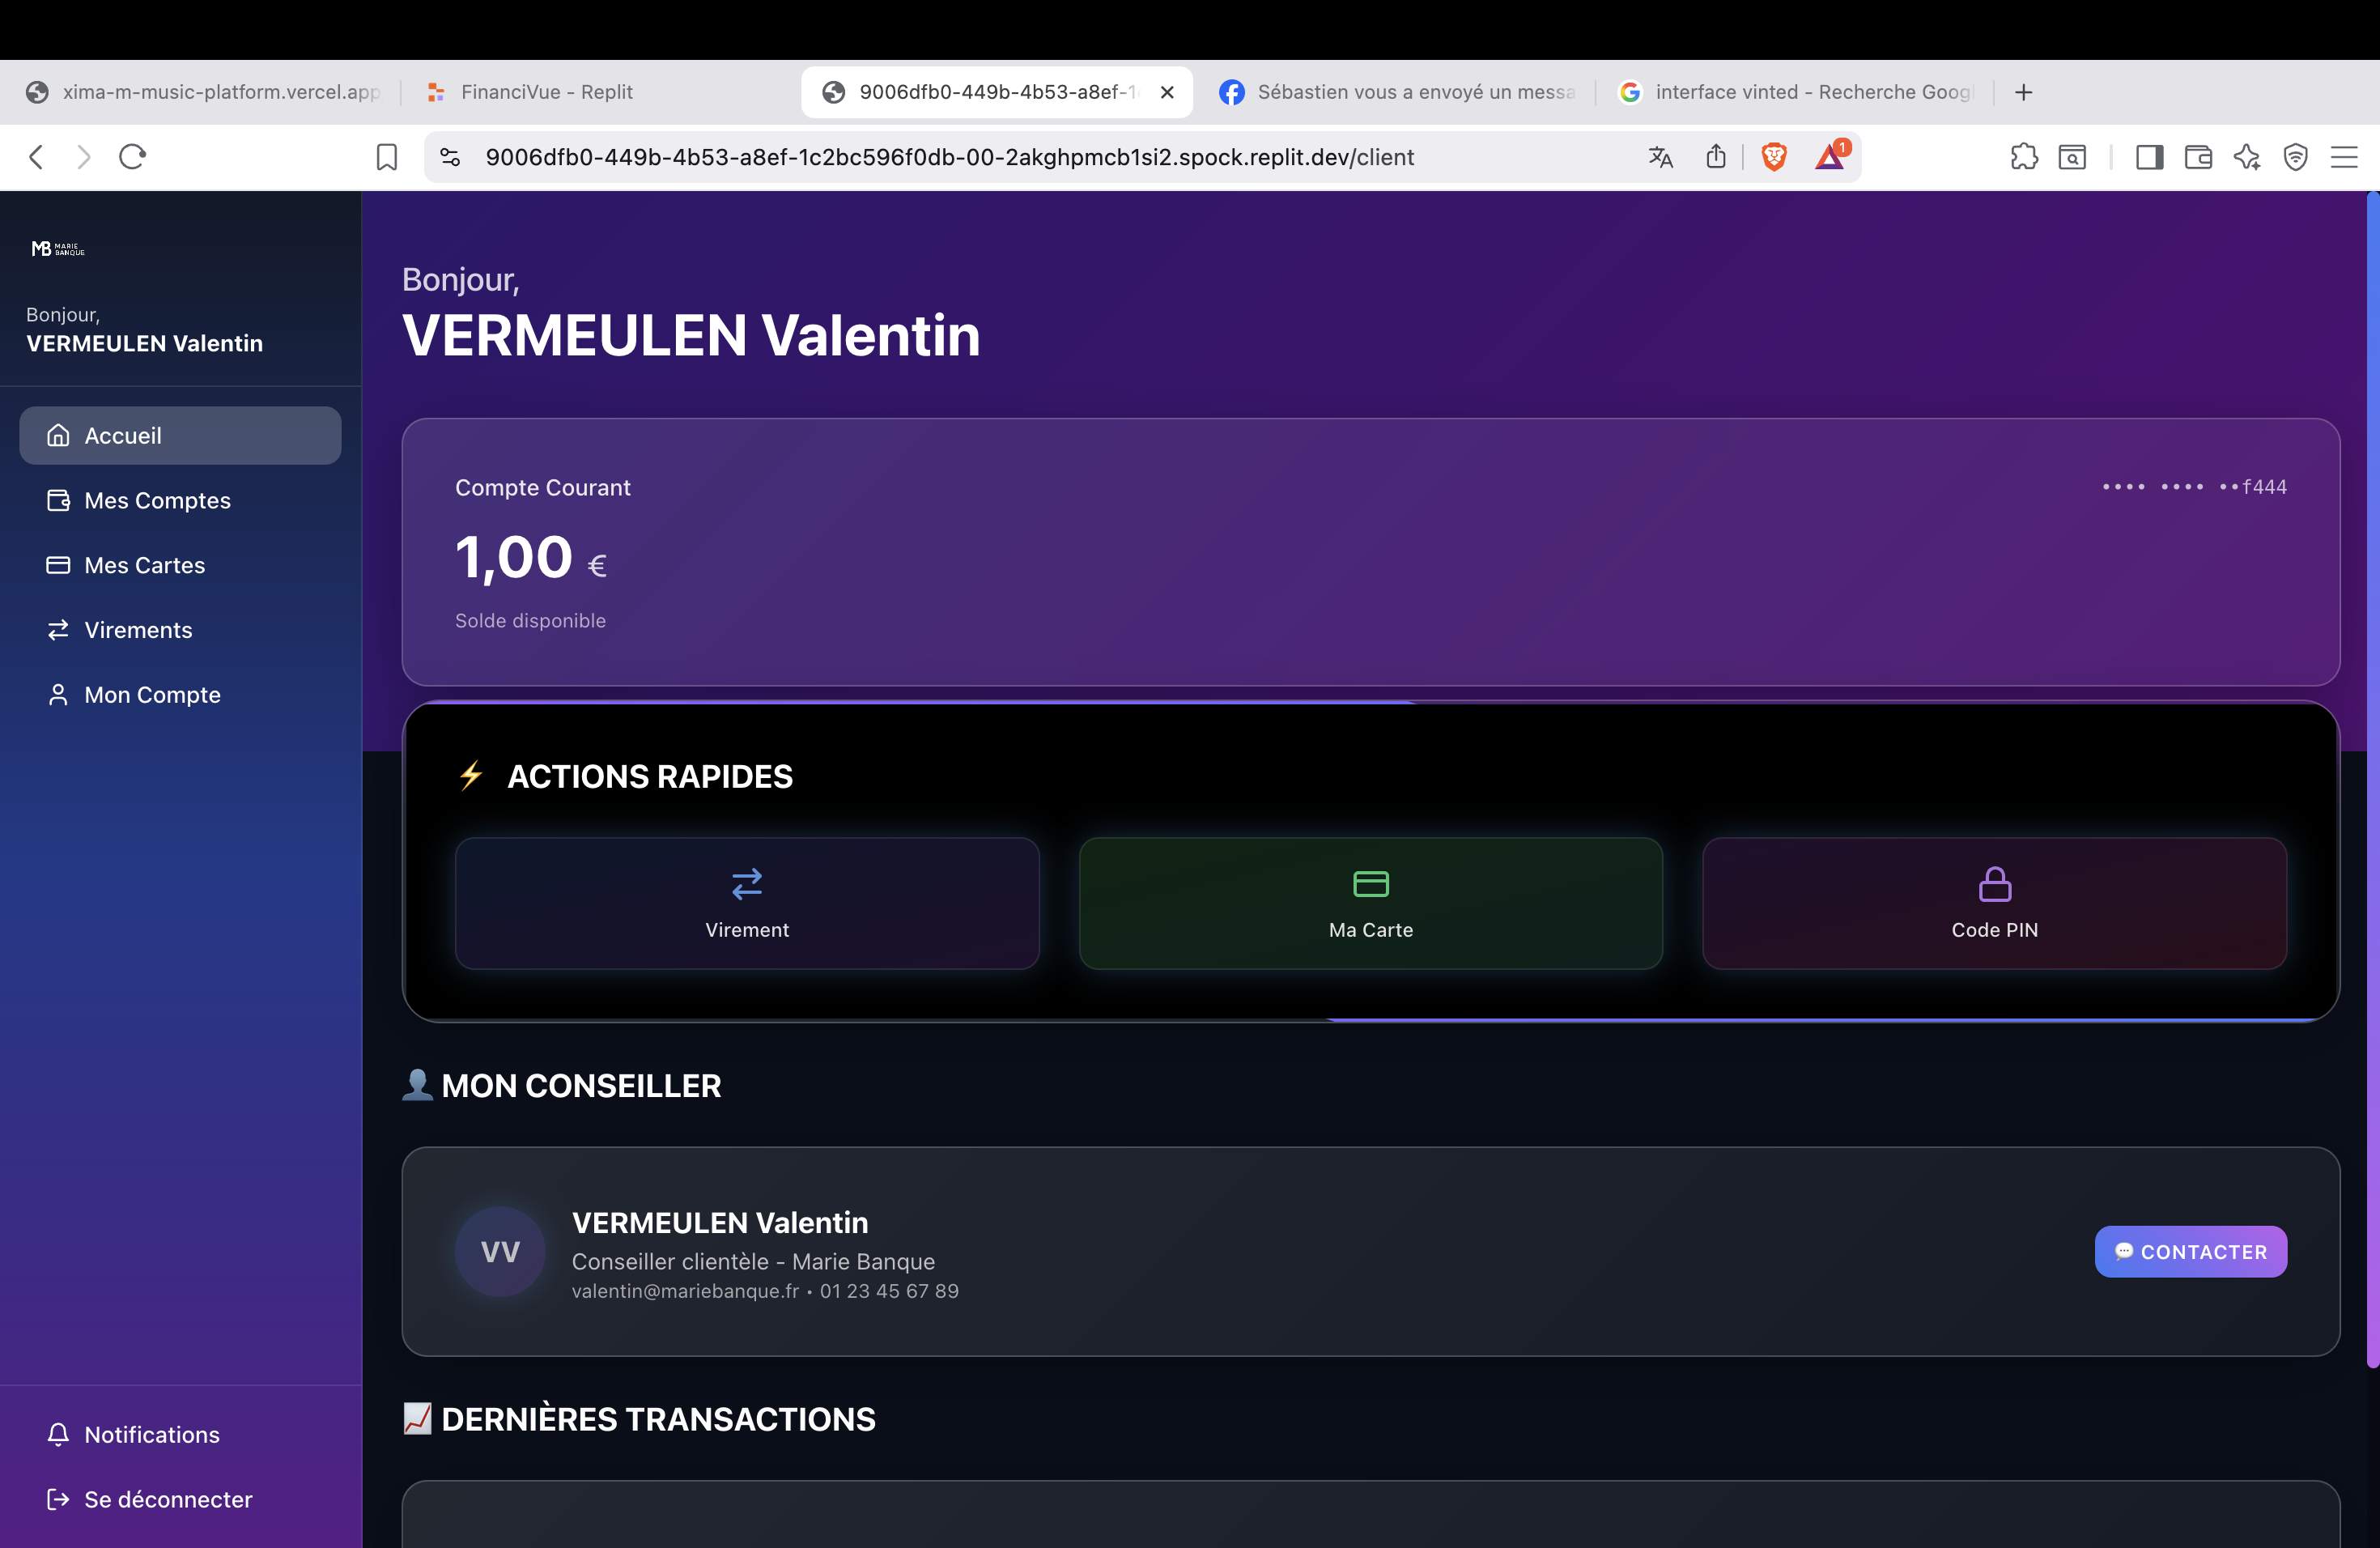 xima-m-music-platform.vercel.app
FinanciVue - Replit
9006dfb0-449b-4b53-a8ef-1
Sébastien vous a envoyé un messa
interface vinted - Recherche Goog
9006dfb0-449b-4b53-a8ef-1c2bc596f0db-00-2akghpmcb1si2.spock.replit.dev/client
1
MB MARIE
BANQUE
Bonjour,
VERMEULEN Valentin
Accueil
Mes Comptes
Mes Cartes
Virements
Mon Compte
Notifications
Se déconnecter
Bonjour,
VERMEULEN Valentin
Compte Courant
•••• •••• ••f444
1,00 €
Solde disponible
⚡ ACTIONS RAPIDES
Virement
Ma Carte
Code PIN
👤 MON CONSEILLER
VV
VERMEULEN Valentin
Conseiller clientèle - Marie Banque
valentin@mariebanque.fr • 01 23 45 67 89
💬 CONTACTER
📈 DERNIÈRES TRANSACTIONS